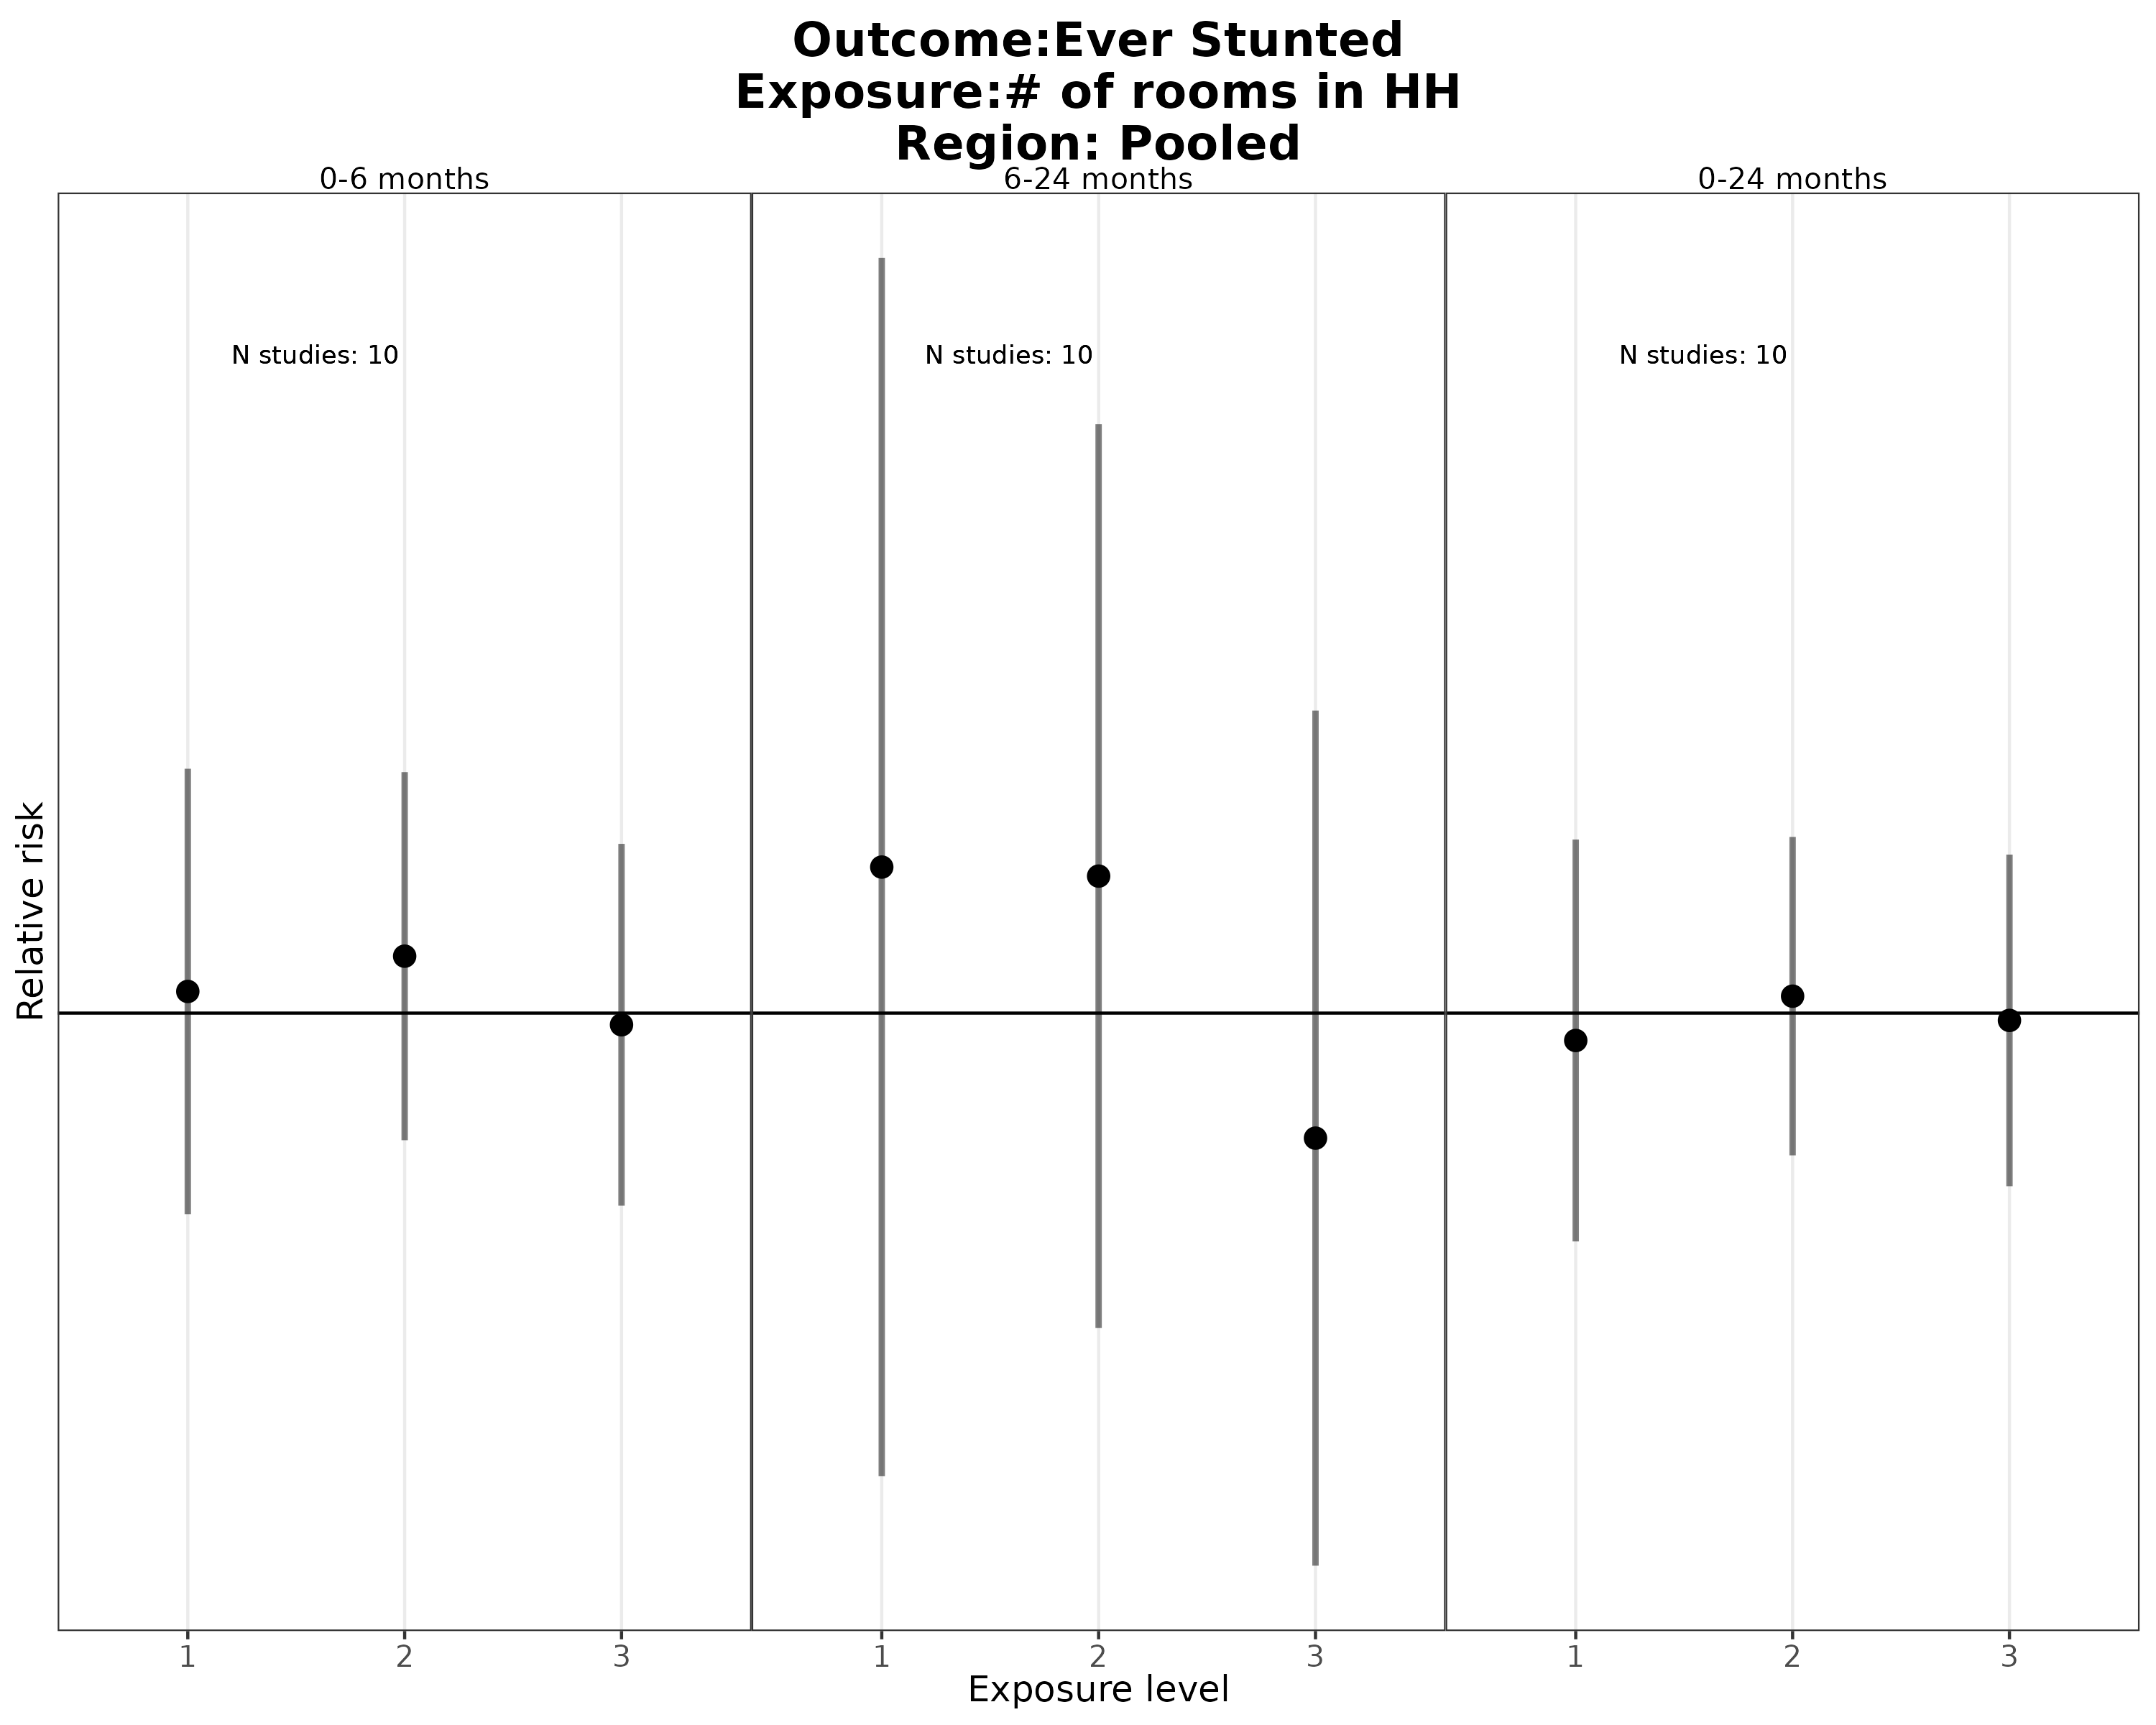 Outcome:Ever Stunted
Exposure:# of rooms in HH
Region: Pooled
0-6 months
6-24 months
0-24 months
N studies: 10
N studies: 10
N studies: 10
Relative risk
1
2
3
1
2
3
1
2
3
Exposure level